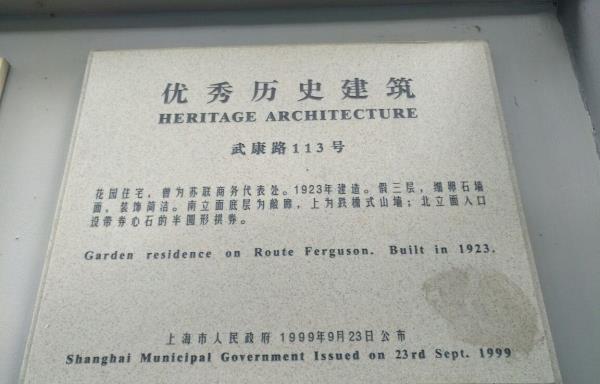 优秀历史建筑
HERITAGE ARCHITECTURE
武康路113号
花园住宅，曾为苏联商务代表处。1923年建造。假三层，细卵石墙
面，装饰简洁。南立面底层为敞廊，上为跌檐式山墙；北立面入口
设带券心石的半圆形拱券。
Garden residence on Route Ferguson. Built in 1923.
上海市人民政府 1999年9月23日公布
Shanghai Municipal Government Issued on 23rd Sept. 1999